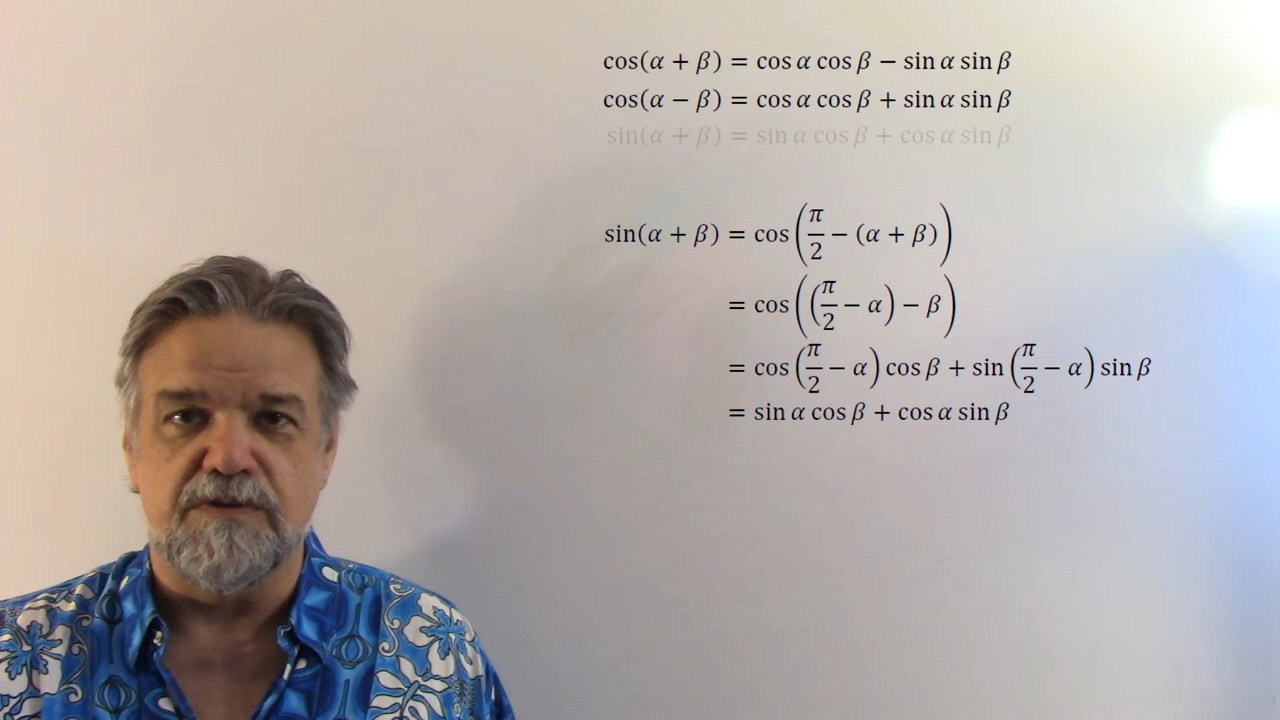 cos(α + β) = cos α cos β − sin α sin β
cos(α − β) = cos α cos β + sin α sin β
sin(α + β) = sin α cos β + cos α sin β
sin(α + β) = cos(π/2 − (α + β))
= cos((π/2 − α) − β)
= cos(π/2 − α) cos β + sin(π/2 − α) sin β
= sin α cos β + cos α sin β